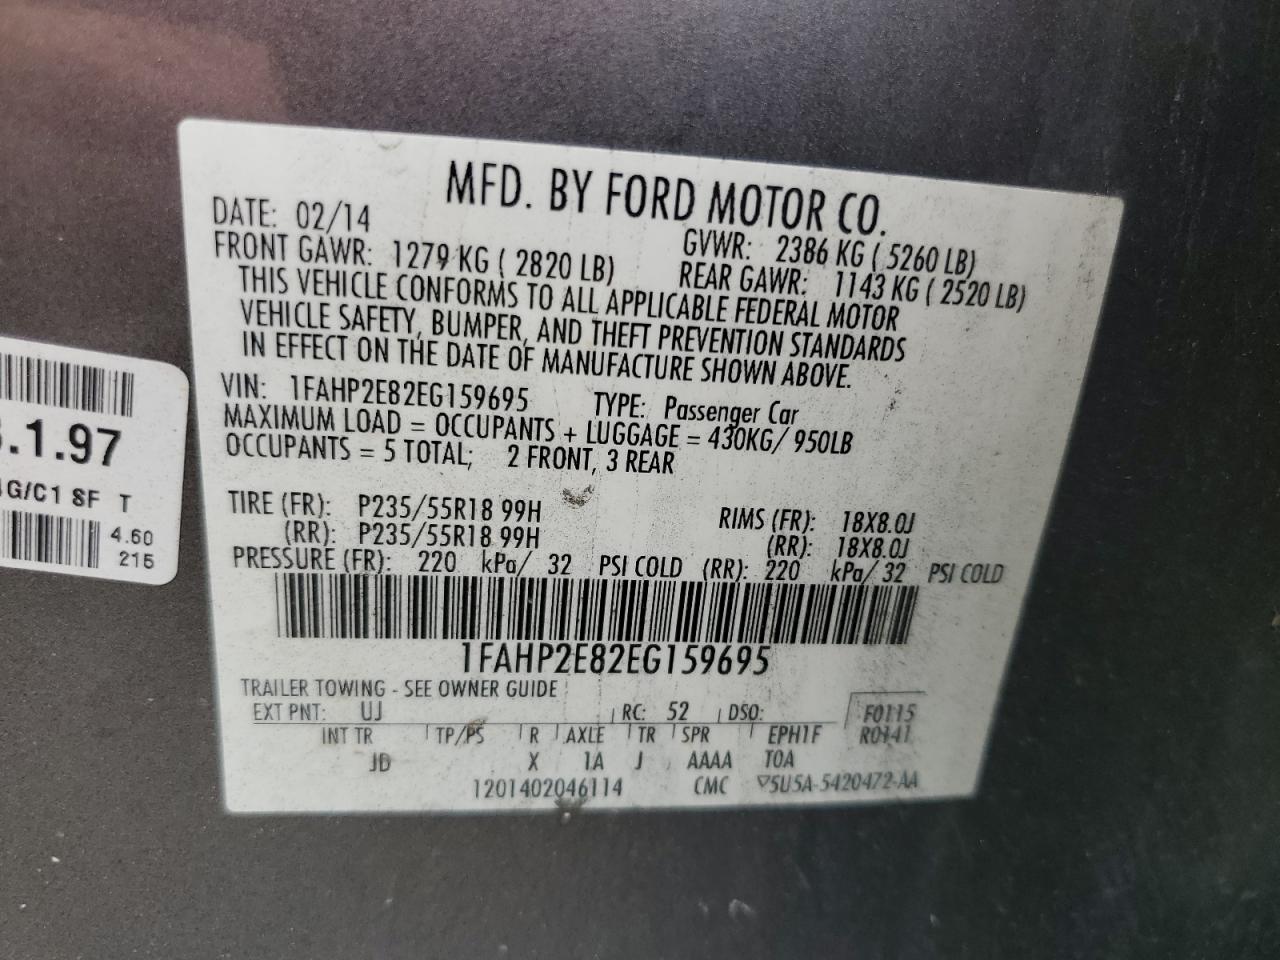 MFD. BY FORD MOTOR CO.
DATE: 02/14
GVWR: 2386 KG ( 5260 LB)
FRONT GAWR: 1279 KG ( 2820 LB)
REAR GAWR: 1143 KG ( 2520 LB)
THIS VEHICLE CONFORMS TO ALL APPLICABLE FEDERAL MOTOR
VEHICLE SAFETY, BUMPER, AND THEFT PREVENTION STANDARDS
IN EFFECT ON THE DATE OF MANUFACTURE SHOWN ABOVE.
VIN: 1FAHP2E82EG159695 TYPE: Passenger Car
MAXIMUM LOAD = OCCUPANTS + LUGGAGE = 430KG/ 950LB
OCCUPANTS = 5 TOTAL; 2 FRONT, 3 REAR
TIRE (FR): P235/55R18 99H RIMS (FR): 18X8.0J
(RR): P235/55R18 99H (RR): 18X8.0J
PRESSURE (FR): 220 kPa/ 32 PSI COLD (RR): 220 kPa/ 32 PSI COLD
1FAHP2E82EG159695
TRAILER TOWING - SEE OWNER GUIDE
EXT PNT: UJ RC: 52 DSO: F0115
INT TR TP/PS R AXLE TR SPR EPH1F R0141
JD X 1A J AAAA T0A
1201402046114 CMC 5U5A-5420472-AA
.1.97
G/C1 SF T
4.60
215